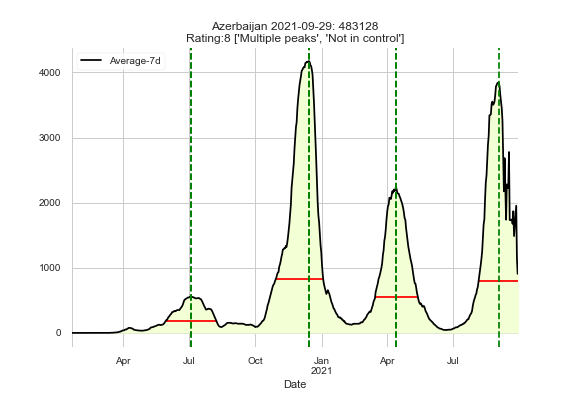 Azerbaijan 2021-09-29: 483128
Rating:8 ['Multiple peaks', 'Not in control']
Average-7d
4000
3000
2000
1000
0
Apr
Jul
Oct
Jan
2021
Apr
Jul
Date